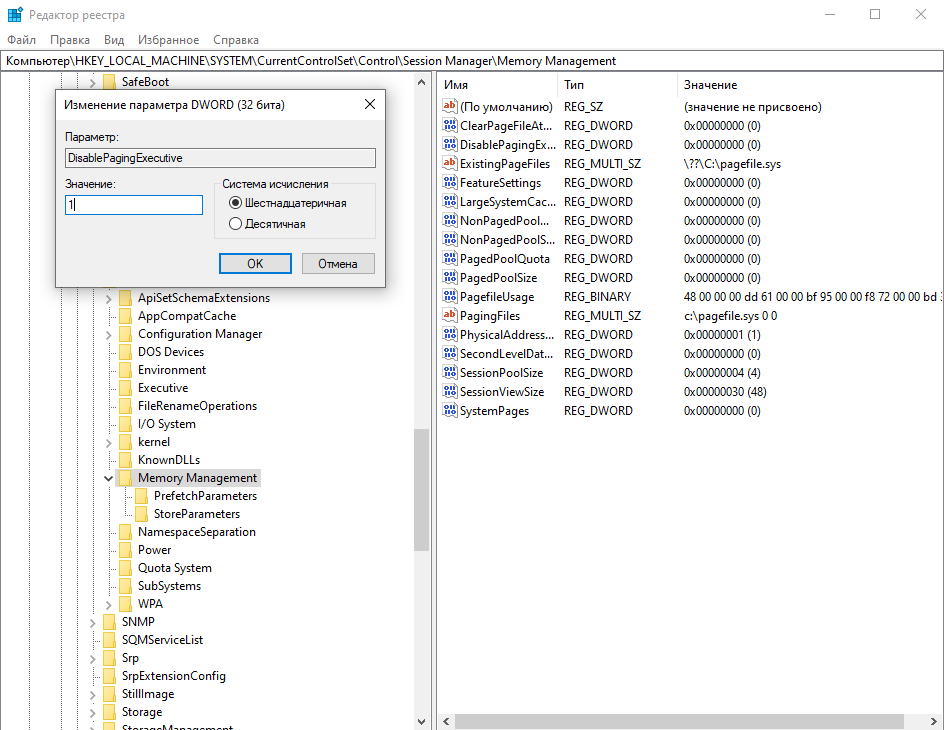 Редактор реестра
Файл Правка Вид Избранное Справка
Компьютер\HKEY_LOCAL_MACHINE\SYSTEM\CurrentControlSet\Control\Session Manager\Memory Management
SafeBoot
Изменение параметра DWORD (32 бита)
Параметр:
DisablePagingExecutive
Значение:
1
Система исчисления
Шестнадцатеричная
Десятичная
OK
Отмена
ApiSetSchemaExtensions
AppCompatCache
Configuration Manager
DOS Devices
Environment
Executive
FileRenameOperations
I/O System
kernel
KnownDLLs
Memory Management
PrefetchParameters
StoreParameters
NamespaceSeparation
Power
Quota System
SubSystems
WPA
SNMP
SQMServiceList
Srp
SrpExtensionConfig
StillImage
Storage
StorageManagement
Имя Тип Значение
(По умолчанию) REG_SZ (значение не присвоено)
ClearPageFileAt... REG_DWORD 0x00000000 (0)
DisablePagingEx... REG_DWORD 0x00000000 (0)
ExistingPageFiles REG_MULTI_SZ \??\C:\pagefile.sys
FeatureSettings REG_DWORD 0x00000000 (0)
LargeSystemCac... REG_DWORD 0x00000000 (0)
NonPagedPool... REG_DWORD 0x00000000 (0)
NonPagedPoolS... REG_DWORD 0x00000000 (0)
PagedPoolQuota REG_DWORD 0x00000000 (0)
PagedPoolSize REG_DWORD 0x00000000 (0)
PagefileUsage REG_BINARY 48 00 00 00 dd 61 00 00 bf 95 00 00 f8 72 00 00 bd
PagingFiles REG_MULTI_SZ c:\pagefile.sys 0 0
PhysicalAddress... REG_DWORD 0x00000001 (1)
SecondLevelDat... REG_DWORD 0x00000000 (0)
SessionPoolSize REG_DWORD 0x00000004 (4)
SessionViewSize REG_DWORD 0x00000030 (48)
SystemPages REG_DWORD 0x00000000 (0)